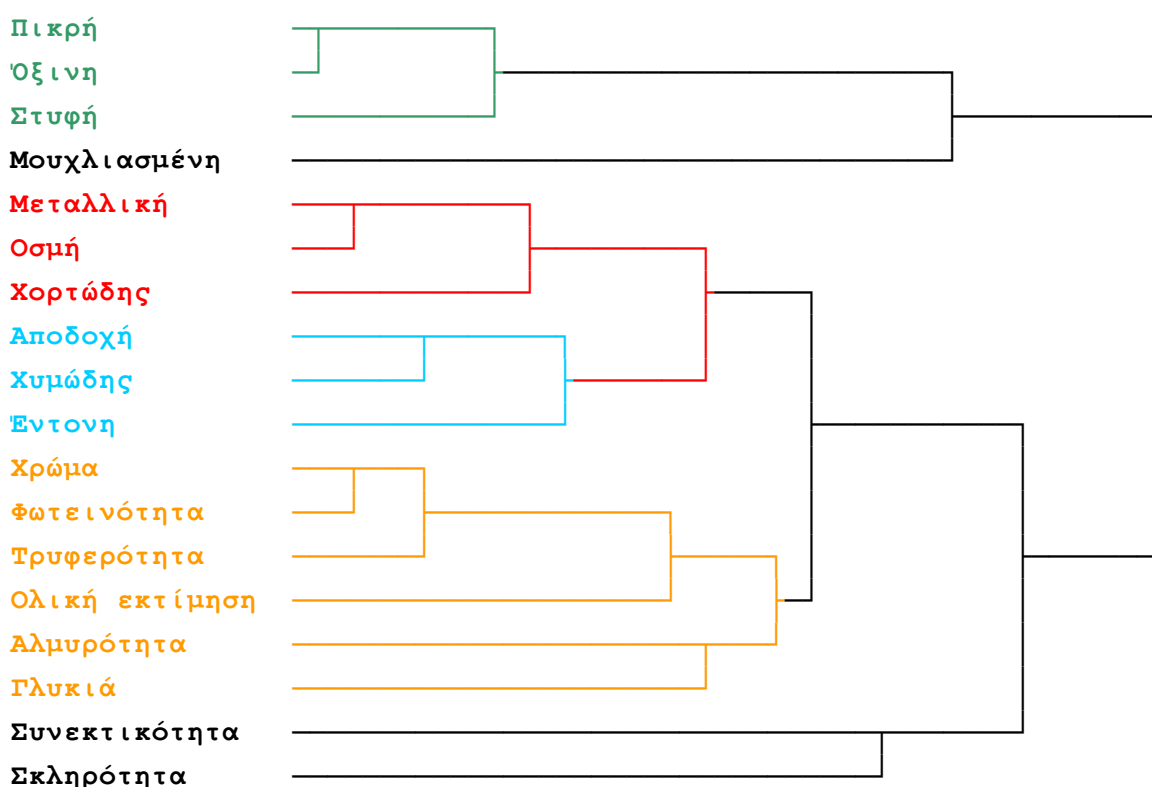 Πικρή
Όξινη
Στυφή
Μουχλιασμένη
Μεταλλική
Οσμή
Χορτώδης
Αποδοχή
Χυμώδης
Έντονη
Χρώμα
Φωτεινότητα
Τρυφερότητα
Ολική εκτίμηση
Αλμυρότητα
Γλυκιά
Συνεκτικότητα
Σκληρότητα